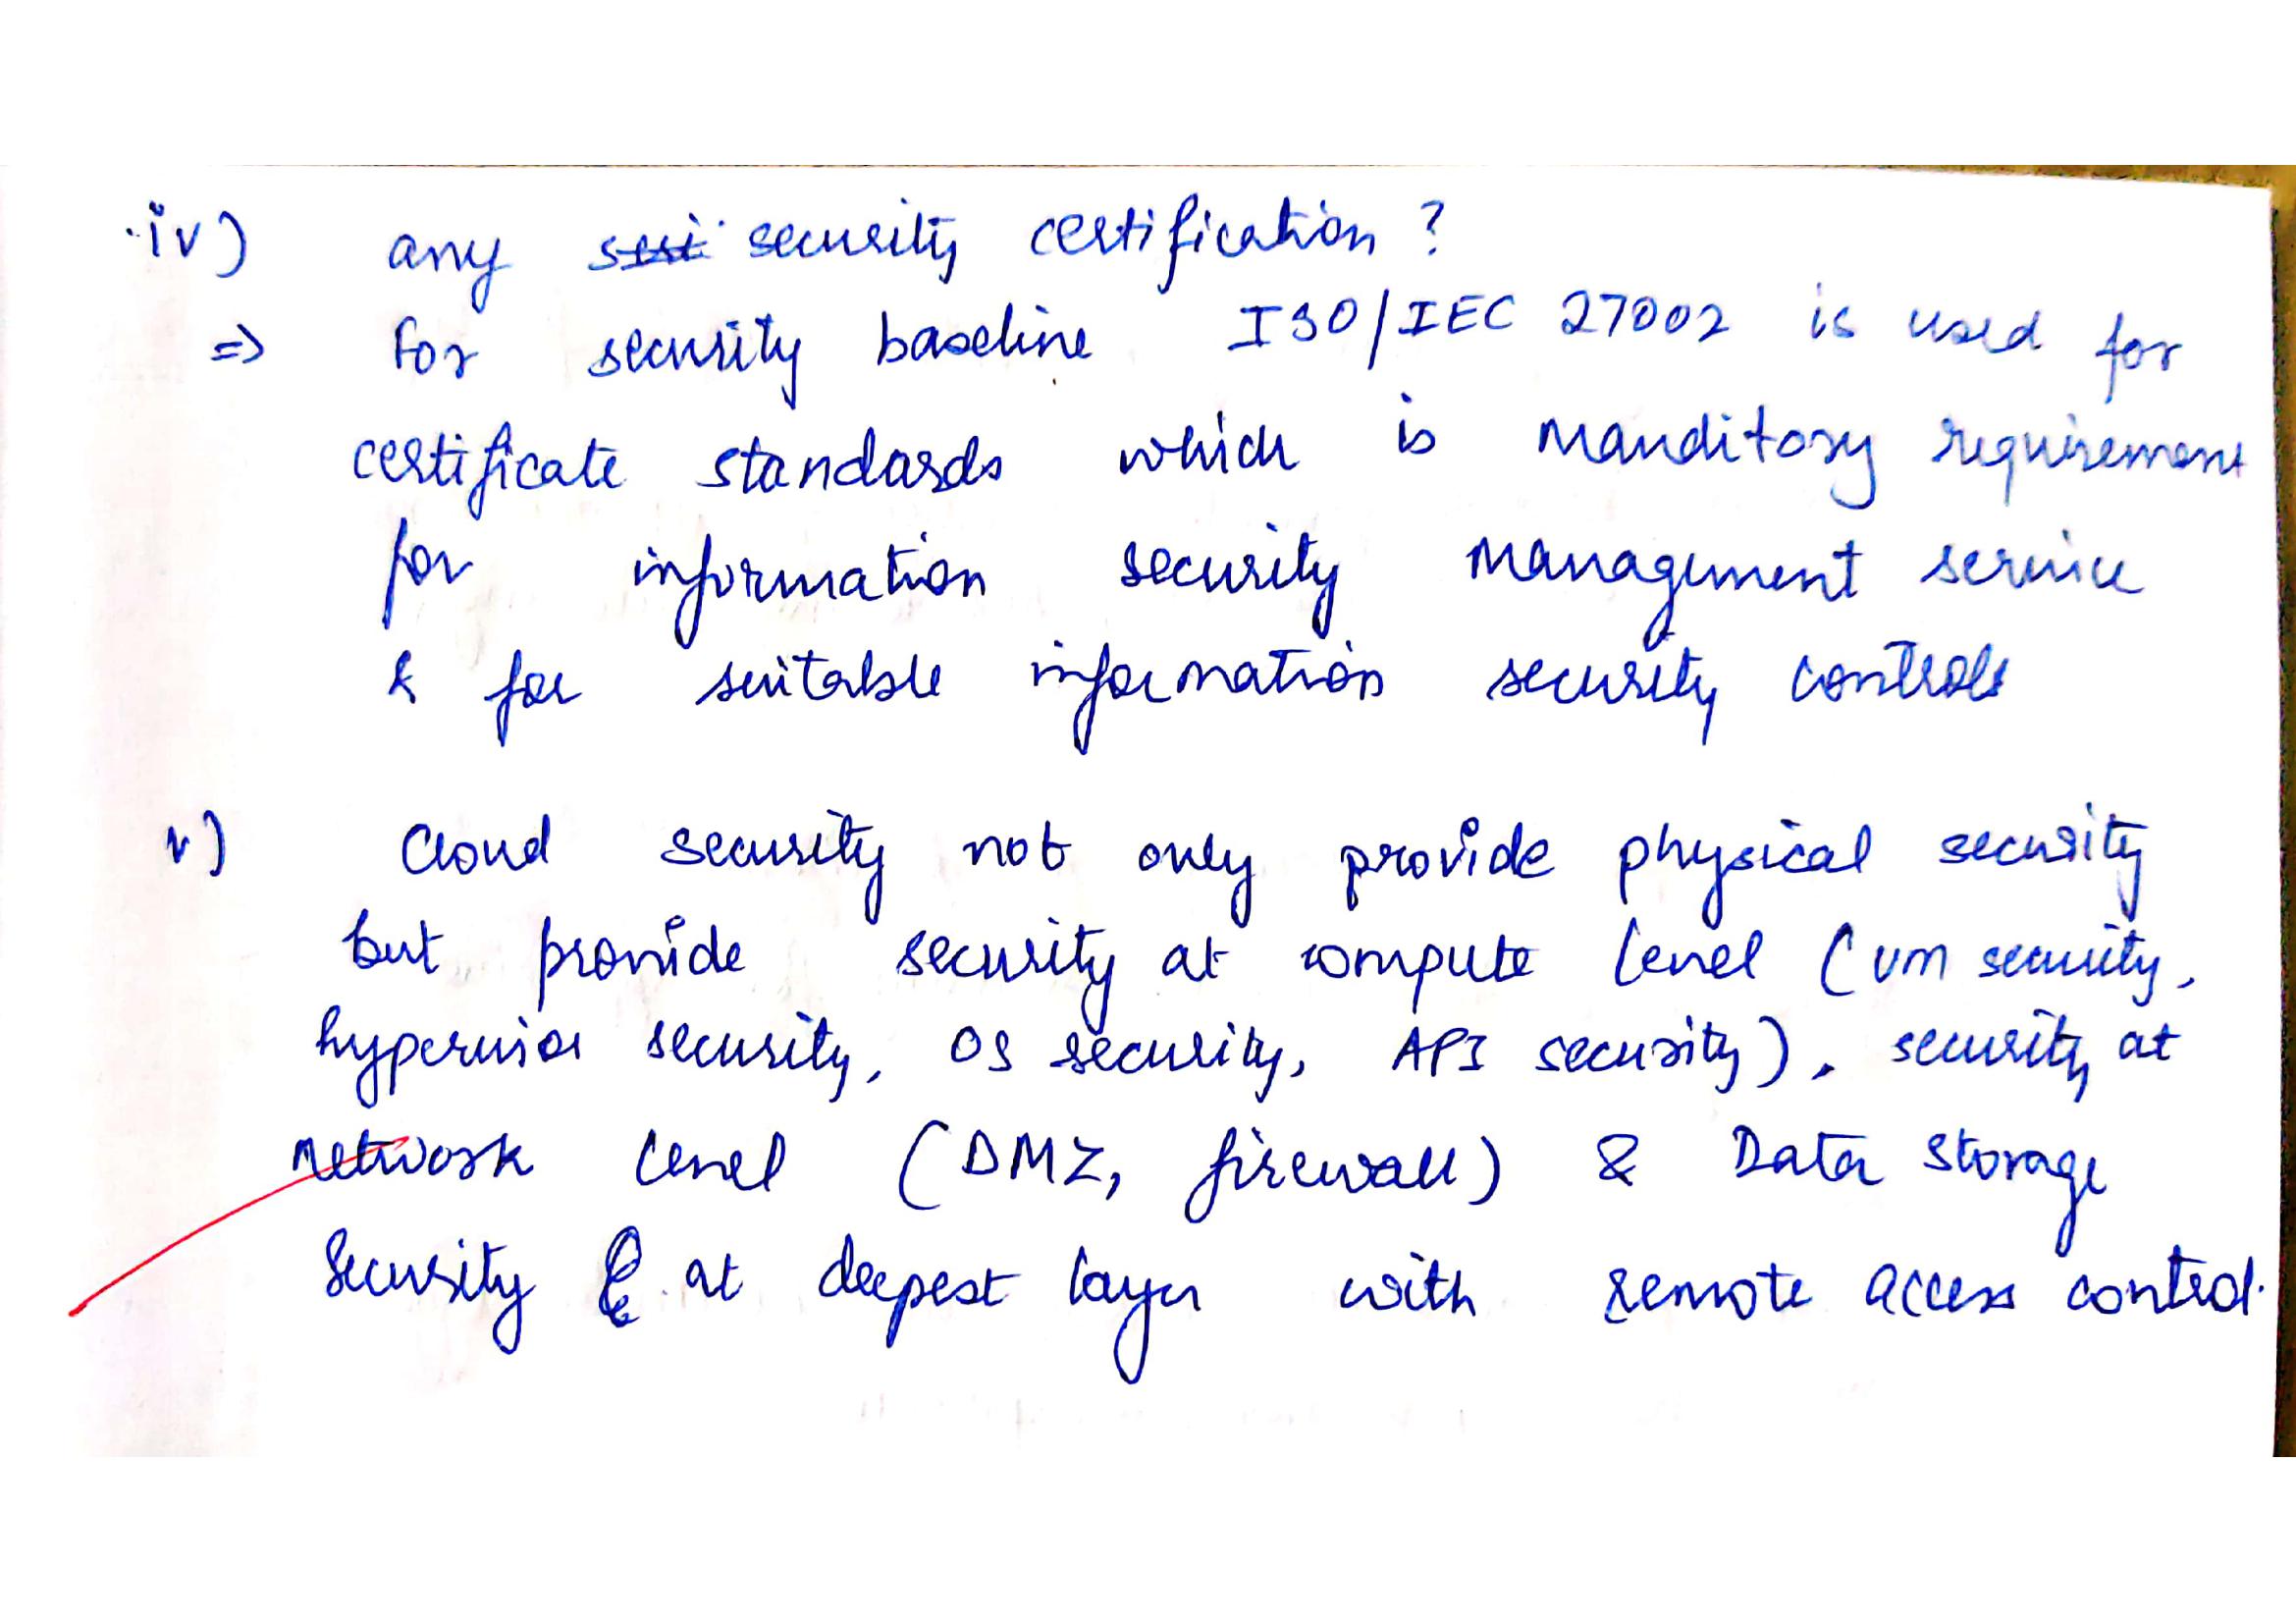 iv) any security certification ?
=> For security baseline ISO/IEC 27002 is used for
certificate standards which is manditory requirement
for information security management service
& for suitable information security controls
v) Cloud security not only provide physical security
but provide security at compute level (VM security,
hypervisor security, OS security, API security), security at
network level (DMZ, firewall) & Data storage
security at deepest layer with remote access control.